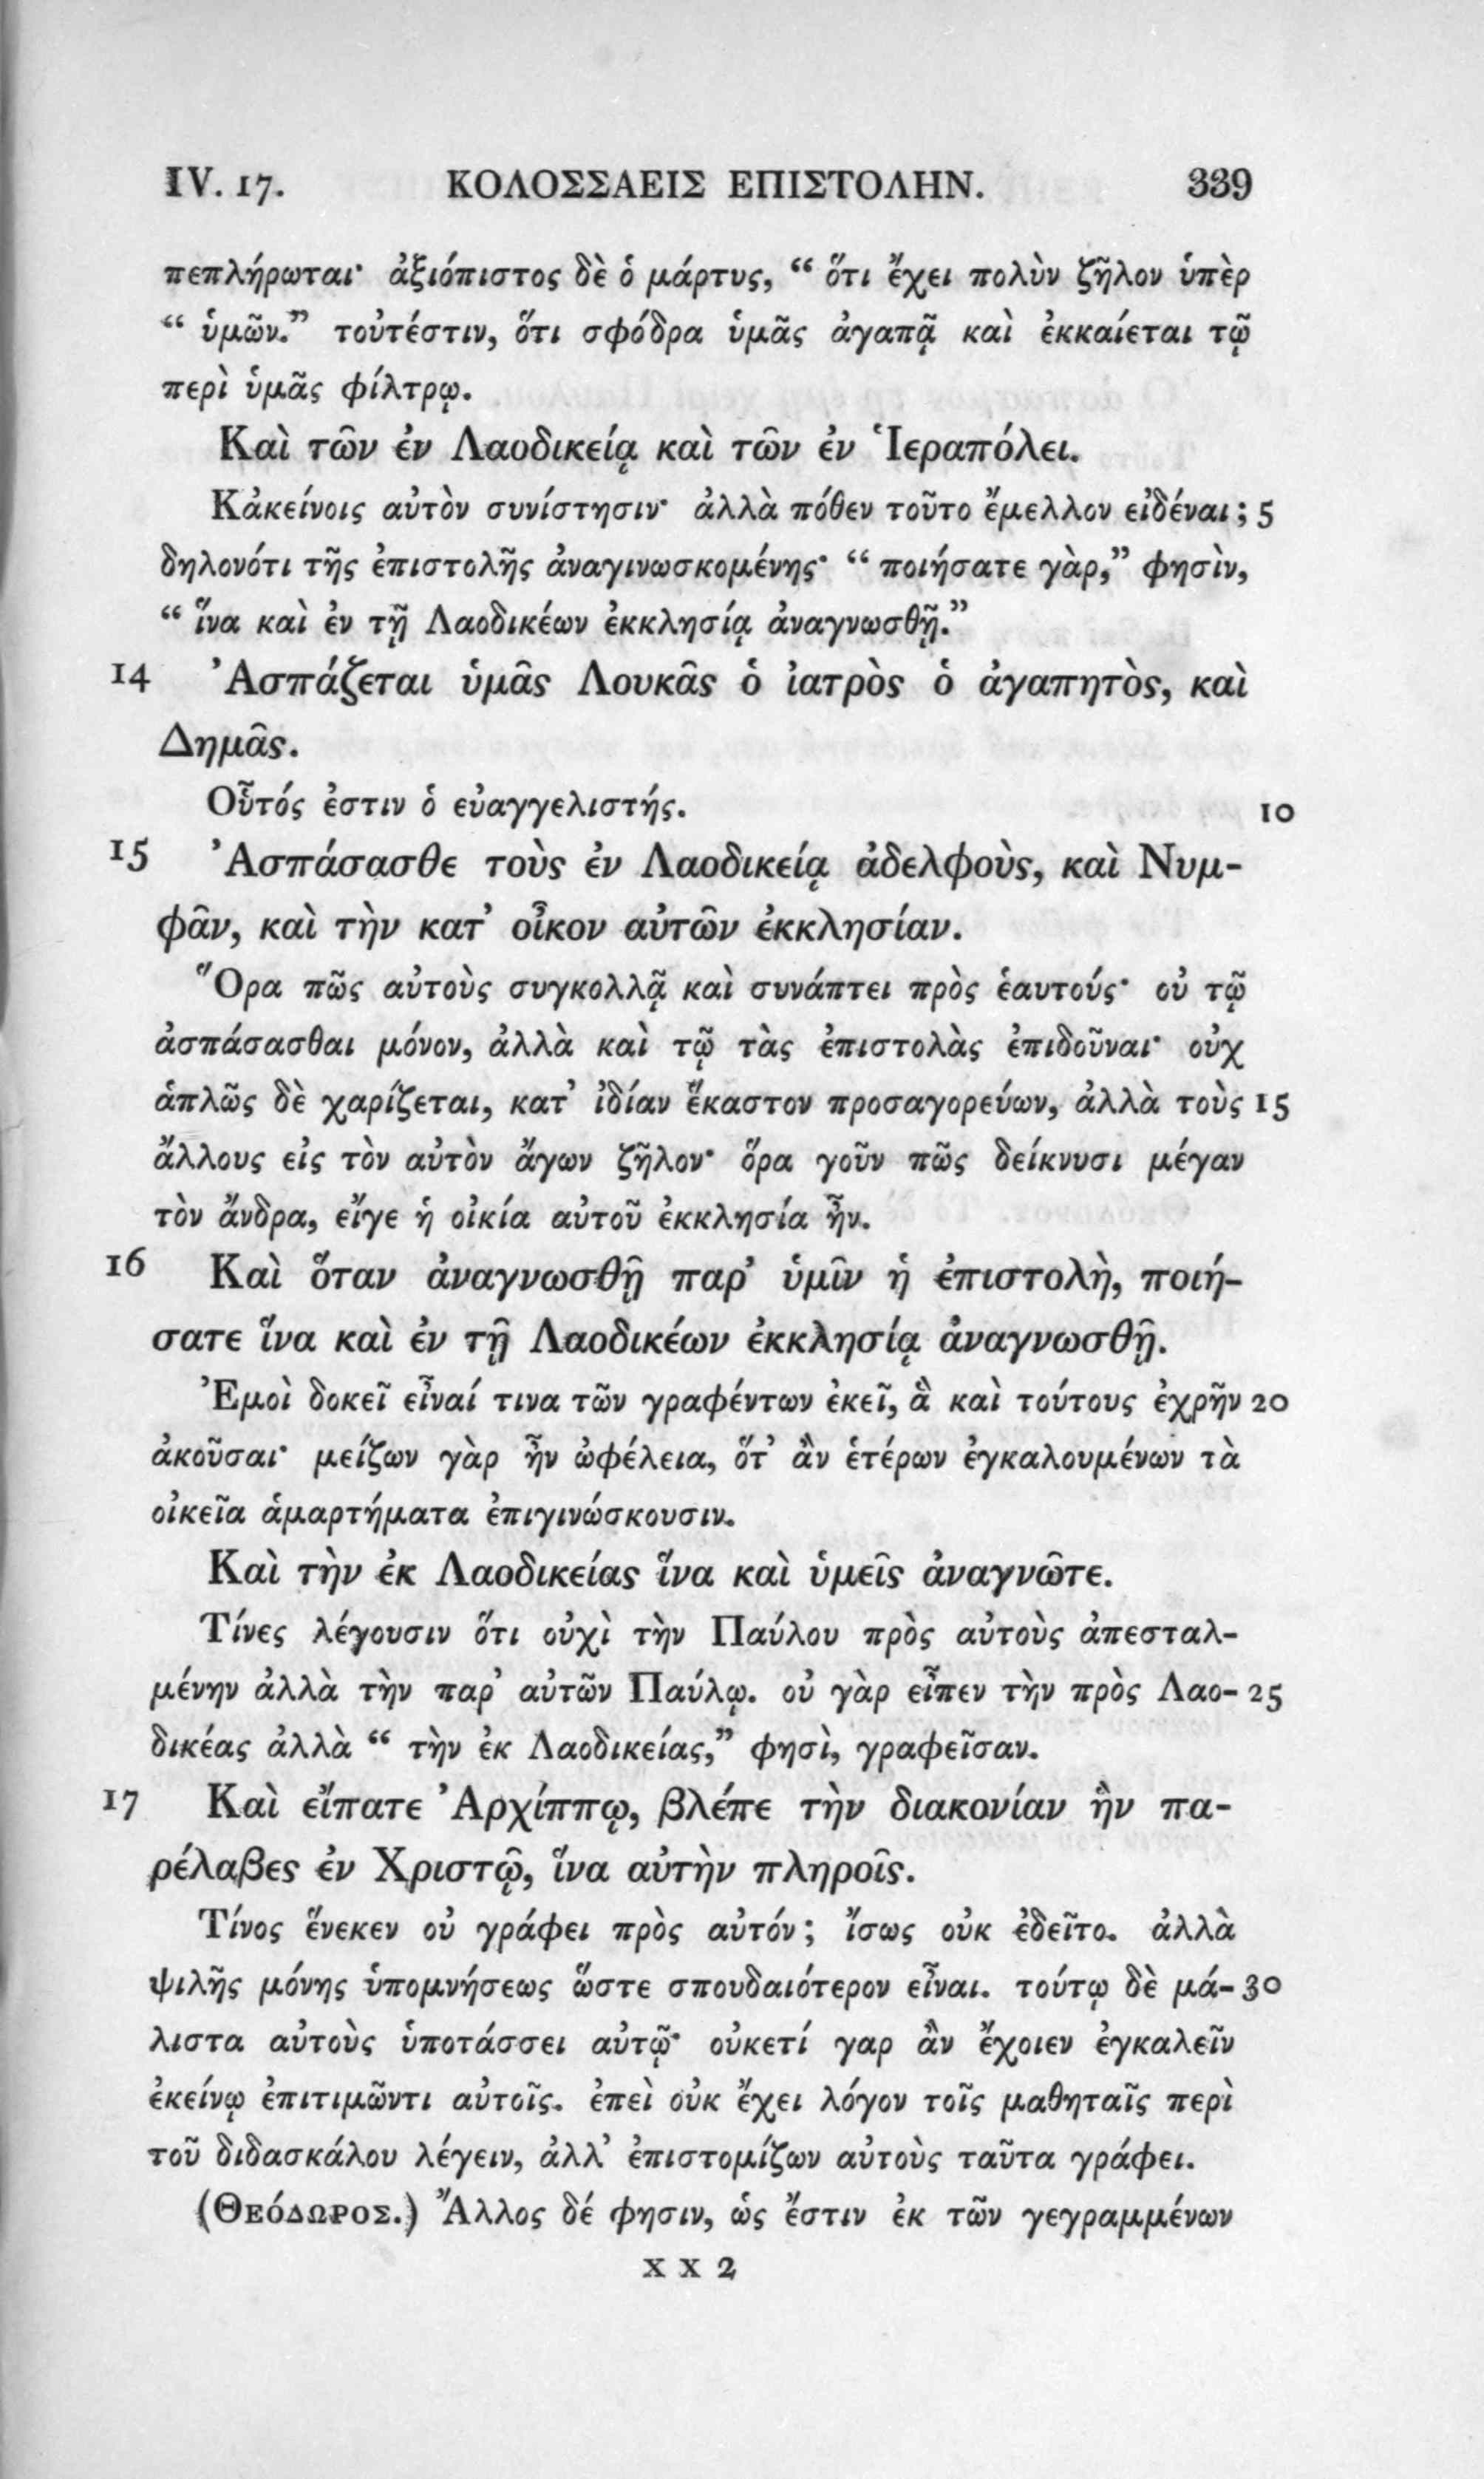 IV. 17. ΚΟΛΟΣΣΑΕΙΣ ΕΠΙΣΤΟΛΗΝ. 339
πεπλήρωται· ἀξιόπιστος δὲ ὁ μάρτυς, “ ὅτι ἔχει πολὺν ζῆλον ὑπὲρ
“ ὑμῶν.” τοὐτέστιν, ὅτι σφόδρα ὑμᾶς ἀγαπᾷ καὶ ἐκκαίεται τῷ
περὶ ὑμᾶς φίλτρῳ.
Καὶ τῶν ἐν Λαοδικείᾳ καὶ τῶν ἐν Ἱεραπόλει.
Κἀκείνοις αὐτὸν συνίστησιν· ἀλλὰ πόθεν τοῦτο ἔμελλον εἰδέναι ; 5
δηλονότι τῆς ἐπιστολῆς ἀναγινωσκομένης· “ ποιήσατε γὰρ,” φησὶν,
“ ἵνα καὶ ἐν τῇ Λαοδικέων ἐκκλησίᾳ ἀναγνωσθῇ.”
14 Ἀσπάζεται ὑμᾶς Λουκᾶς ὁ ἰατρὸς ὁ ἀγαπητὸς, καὶ
Δημᾶς.
Οὗτός ἐστιν ὁ εὐαγγελιστής. 10
15 Ἀσπάσασθε τοὺς ἐν Λαοδικείᾳ ἀδελφοὺς, καὶ Νυμ-
φᾶν, καὶ τὴν κατ’ οἶκον αὐτῶν ἐκκλησίαν.
Ὅρα πῶς αὐτοὺς συγκολλᾷ καὶ συνάπτει πρὸς ἑαυτούς· οὐ τῷ
ἀσπάσασθαι μόνον, ἀλλὰ καὶ τῷ τὰς ἐπιστολὰς ἐπιδοῦναι· οὐχ
ἁπλῶς δὲ χαρίζεται, κατ’ ἰδίαν ἕκαστον προσαγορεύων, ἀλλὰ τοὺς 15
ἄλλους εἰς τὸν αὐτὸν ἄγων ζῆλον· ὅρα γοῦν πῶς δείκνυσι μέγαν
τὸν ἄνδρα, εἴγε ἡ οἰκία αὐτοῦ ἐκκλησία ἦν.
16 Καὶ ὅταν ἀναγνωσθῇ παρ’ ὑμῖν ἡ ἐπιστολὴ, ποιή-
σατε ἵνα καὶ ἐν τῇ Λαοδικέων ἐκκλησίᾳ ἀναγνωσθῇ.
Ἐμοὶ δοκεῖ εἶναί τινα τῶν γραφέντων ἐκεῖ, ἃ καὶ τούτους ἐχρῆν 20
ἀκοῦσαι· μείζων γὰρ ἦν ὠφέλεια, ὅτ’ ἂν ἑτέρων ἐγκαλουμένων τὰ
οἰκεῖα ἁμαρτήματα ἐπιγινώσκουσιν.
Καὶ τὴν ἐκ Λαοδικείας ἵνα καὶ ὑμεῖς ἀναγνῶτε.
Τίνες λέγουσιν ὅτι οὐχὶ τὴν Παύλου πρὸς αὐτοὺς ἀπεσταλ-
μένην ἀλλὰ τὴν παρ’ αὐτῶν Παύλῳ. οὐ γὰρ εἶπεν τὴν πρὸς Λαο- 25
δικέας ἀλλὰ “ τὴν ἐκ Λαοδικείας,” φησὶ, γραφεῖσαν.
17 Καὶ εἴπατε Ἀρχίππῳ, βλέπε τὴν διακονίαν ἣν πα-
ρέλαβες ἐν Χριστῷ, ἵνα αὐτὴν πληροῖς.
Τίνος ἕνεκεν οὐ γράφει πρὸς αὐτόν ; ἴσως οὐκ ἐδεῖτο. ἀλλὰ
ψιλῆς μόνης ὑπομνήσεως ὥστε σπουδαιότερον εἶναι. τούτῳ δὲ μά- 30
λιστα αὐτοὺς ὑποτάσσει αὐτῷ· οὐκετί γαρ ἂν ἔχοιεν ἐγκαλεῖν
ἐκείνῳ ἐπιτιμῶντι αὐτοῖς. ἐπεὶ οὐκ ἔχει λόγον τοῖς μαθηταῖς περὶ
τοῦ διδασκάλου λέγειν, ἀλλ’ ἐπιστομίζων αὐτοὺς ταῦτα γράφει.
(Θεόδωρος.) Ἄλλος δέ φησιν, ὡς ἔστιν ἐκ τῶν γεγραμμένων
X X 2